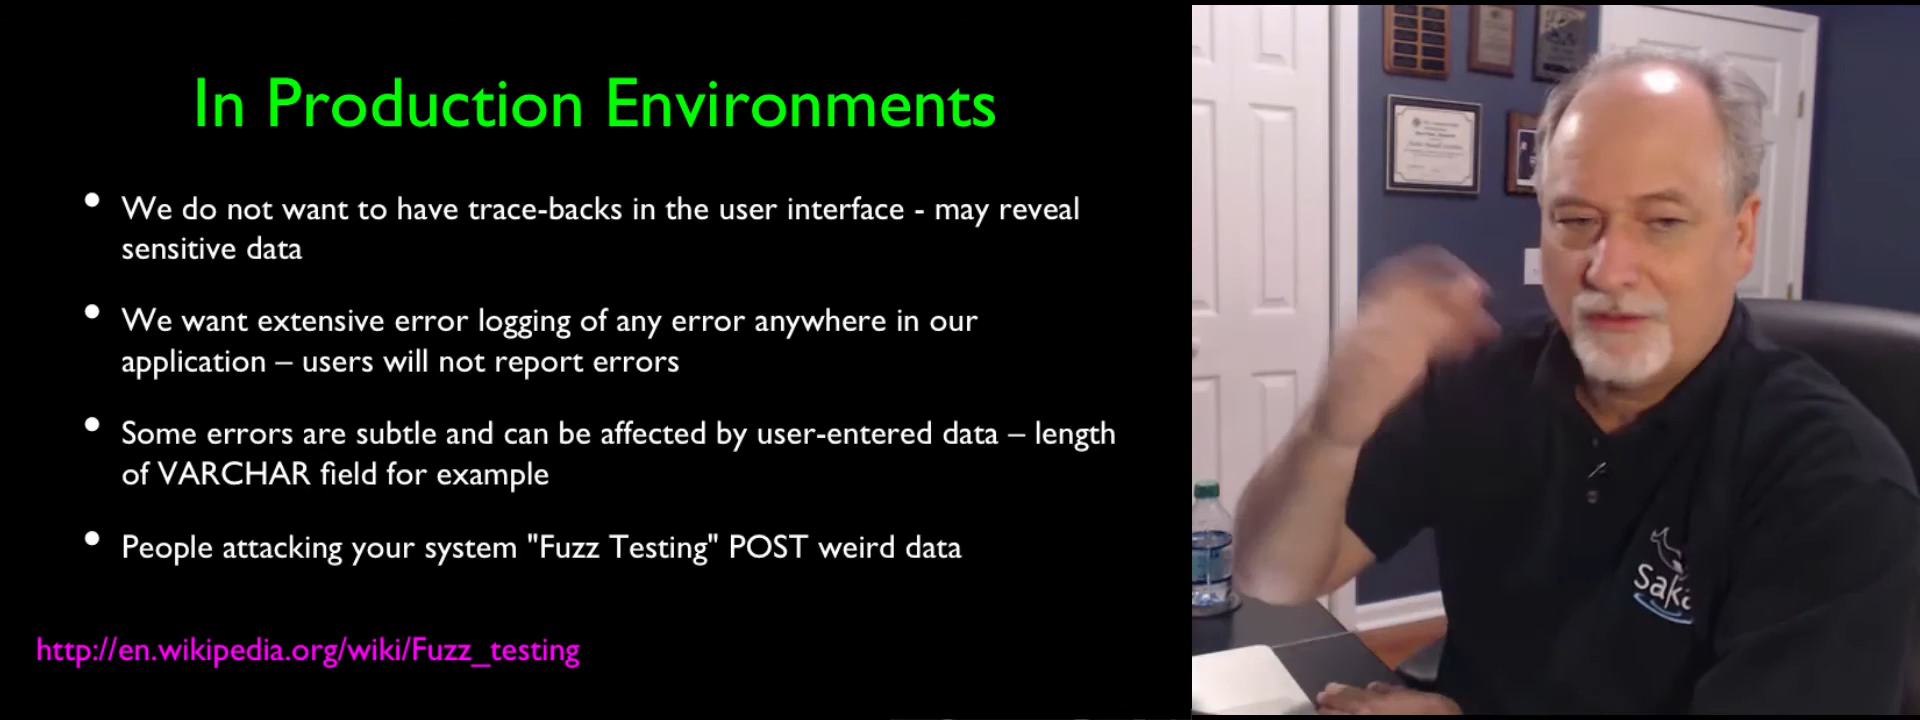 In Production Environments
• We do not want to have trace-backs in the user interface - may reveal
sensitive data
• We want extensive error logging of any error anywhere in our
application – users will not report errors
• Some errors are subtle and can be affected by user-entered data – length
of VARCHAR field for example
• People attacking your system "Fuzz Testing" POST weird data
http://en.wikipedia.org/wiki/Fuzz_testing